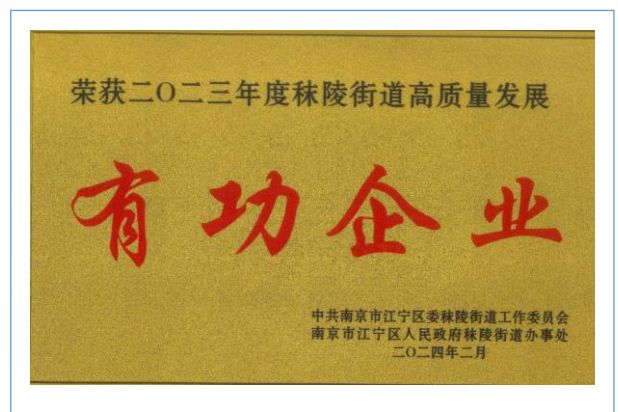 荣获二〇二三年度秣陵街道高质量发展
有功企业
中共南京市江宁区委秣陵街道工作委员会
南京市江宁区人民政府秣陵街道办事处
二〇二四年二月